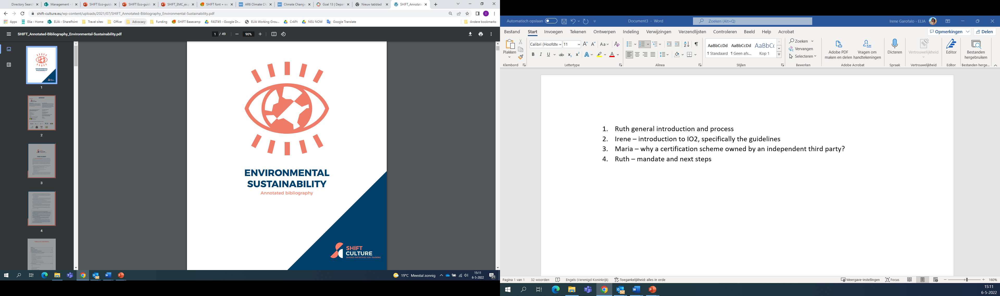 Directory Search
Management -
SHIFT Eco-guid
SHIFT Eco-guid
SHIFT_EMC_ex.p
SHIFT font + we
AR6 Climate Ch
Climate Change
Goal 13 | Depar
Nieuw tabblad
SHIFT_Annotate
shift-culture.eu/wp-content/uploads/2021/07/SHIFT_Annotated-Bibliography_Environmental-Sustainability.pdf
Apps
Elia - Home
ELIA - SharePoint
Travel sites
Office
Advocacy
Funding
SHIFT Basecamp
FAST45 - Google Dr...
ELIA Working Grou...
CrAFt
NEU NOW
Google Translate
Andere bookmarks
SHIFT_Annotated-Bibliography_Environmental-Sustainability.pdf
1 / 49
90%
1
2
3
4
ENVIRONMENTAL
SUSTAINABILITY
Annotated bibliography
SHIFT
CULTURE
SHARED INITIATIVES FOR TRAINING
19°C Meestal zonnig
15:11
6-5-2022
21
Automatisch opslaan
Document3 - Word
Zoeken (Alt+Q)
Irene Garofalo - ELIA
Bestand Start Invoegen Tekenen Ontwerpen Indeling Verwijzingen Verzendlijsten Controleren Beeld Help Acrobat
Opmerkingen
Delen
Plakken
Klembord
Calibri (Hoofdte
11
Lettertype
Alinea
AaBbCcDd AaBbCcDd AaBbC
¶ Standaard ¶ Geen afs... Kop 1
Stijlen
Zoeken
Vervangen
Selecteren
Bewerken
Adobe PDF
maken en delen
Vragen om
handtekeningen
Adobe Acrobat
Dicteren
Spraak
Vertrouwelijkheid
Vertrouwelijkheid
Editor
Editor
Bestanden
hergebruiken
Bestanden herge...
1. Ruth general introduction and process
2. Irene – introduction to IO2, specifically the guidelines
3. Maria – why a certification scheme owned by an independent third party?
4. Ruth – mandate and next steps
Pagina 1 van 1
32 woorden
Engels (Verenigd Koninkrijk)
Toegankelijkheid: alles in orde
Weergave-instellingen
Focus
160%
15:11
6-5-2022